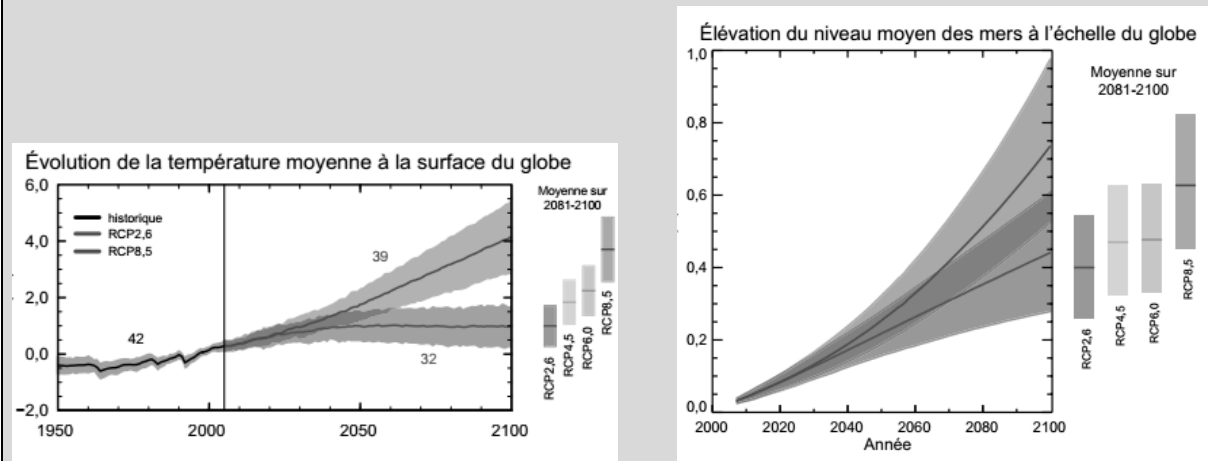 Évolution de la température moyenne à la surface du globe
6,0
4,0
2,0
0,0
−2,0
historique
RCP2,6
RCP8,5
42
39
32
1950
2000
2050
2100
Moyenne sur
2081-2100
RCP2,6
RCP4,5
RCP6,0
RCP8,5
Élévation du niveau moyen des mers à l’échelle du globe
1,0
0,8
0,6
0,4
0,2
0,0
2000
2020
2040
2060
2080
2100
Année
Moyenne sur
2081-2100
RCP2,6
RCP4,5
RCP6,0
RCP8,5